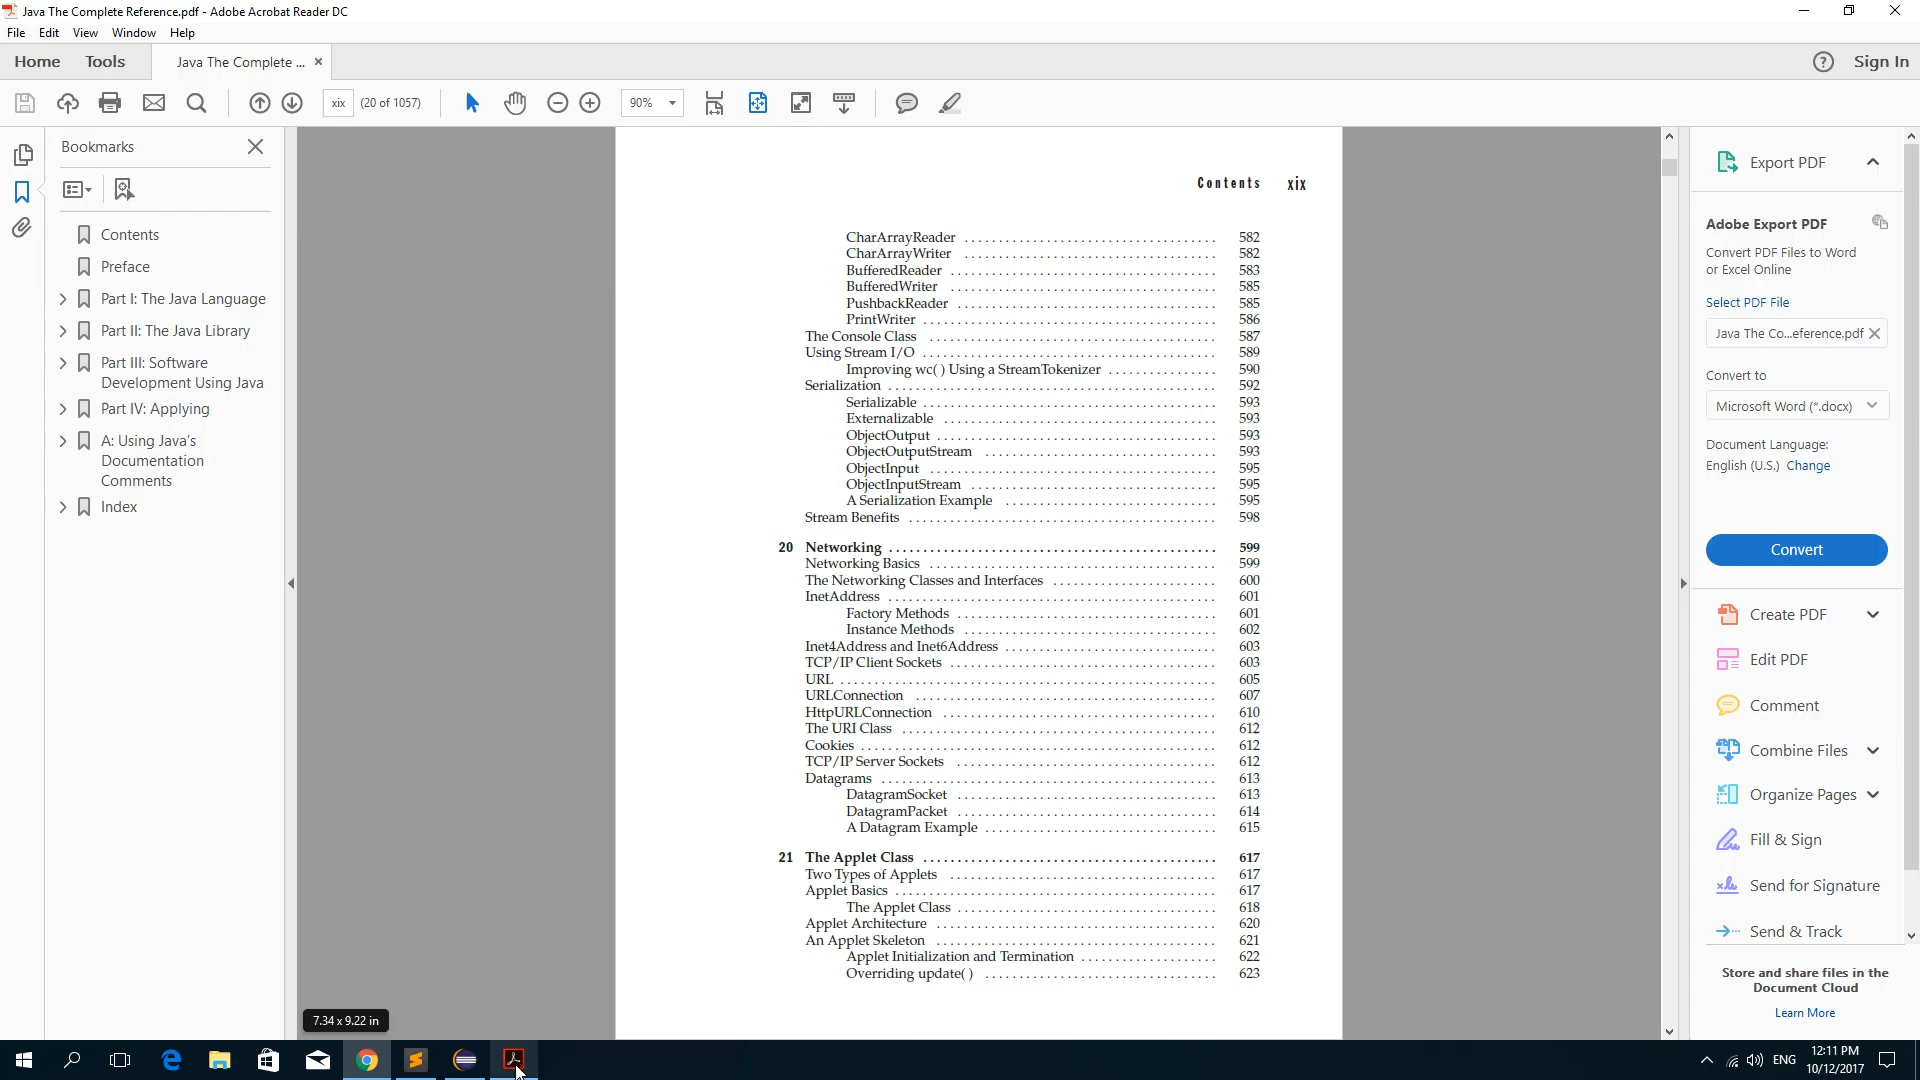 Java The Complete Reference.pdf - Adobe Acrobat Reader DC
File Edit View Window Help
Home Tools Java The Complete ... Sign In
xix (20 of 1057) 90%
Bookmarks
Contents
Preface
Part I: The Java Language
Part II: The Java Library
Part III: Software
Development Using Java
Part IV: Applying
A: Using Java's
Documentation
Comments
Index
Contents xix
CharArrayReader 582
CharArrayWriter 582
BufferedReader 583
BufferedWriter 585
PushbackReader 585
PrintWriter 586
The Console Class 587
Using Stream I/O 589
Improving wc( ) Using a StreamTokenizer 590
Serialization 592
Serializable 593
Externalizable 593
ObjectOutput 593
ObjectOutputStream 593
ObjectInput 595
ObjectInputStream 595
A Serialization Example 595
Stream Benefits 598
20 Networking 599
Networking Basics 599
The Networking Classes and Interfaces 600
InetAddress 601
Factory Methods 601
Instance Methods 602
Inet4Address and Inet6Address 603
TCP/IP Client Sockets 603
URL 605
URLConnection 607
HttpURLConnection 610
The URI Class 612
Cookies 612
TCP/IP Server Sockets 612
Datagrams 613
DatagramSocket 613
DatagramPacket 614
A Datagram Example 615
21 The Applet Class 617
Two Types of Applets 617
Applet Basics 617
The Applet Class 618
Applet Architecture 620
An Applet Skeleton 621
Applet Initialization and Termination 622
Overriding update( ) 623
7.34 x 9.22 in
Export PDF
Adobe Export PDF
Convert PDF Files to Word
or Excel Online
Select PDF File
Java The Co...eference.pdf
Convert to
Microsoft Word (*.docx)
Document Language:
English (U.S.) Change
Convert
Create PDF
Edit PDF
Comment
Combine Files
Organize Pages
Fill & Sign
Send for Signature
Send & Track
Store and share files in the
Document Cloud
Learn More
ENG
12:11 PM
10/12/2017